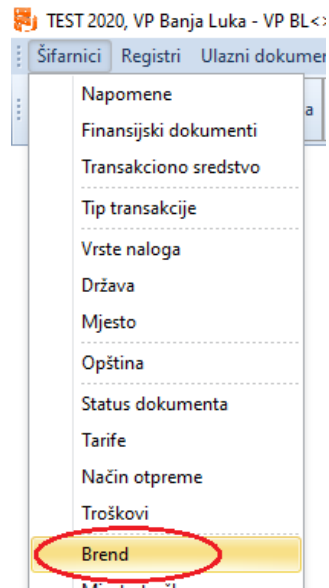 TEST 2020, VP Banja Luka - VP BL<>
Šifarnici Registri Ulazni dokumen
a
Napomene
Finansijski dokumenti
Transakciono sredstvo
Tip transakcije
Vrste naloga
Država
Mjesto
Opština
Status dokumenta
Tarife
Način otpreme
Troškovi
Brend